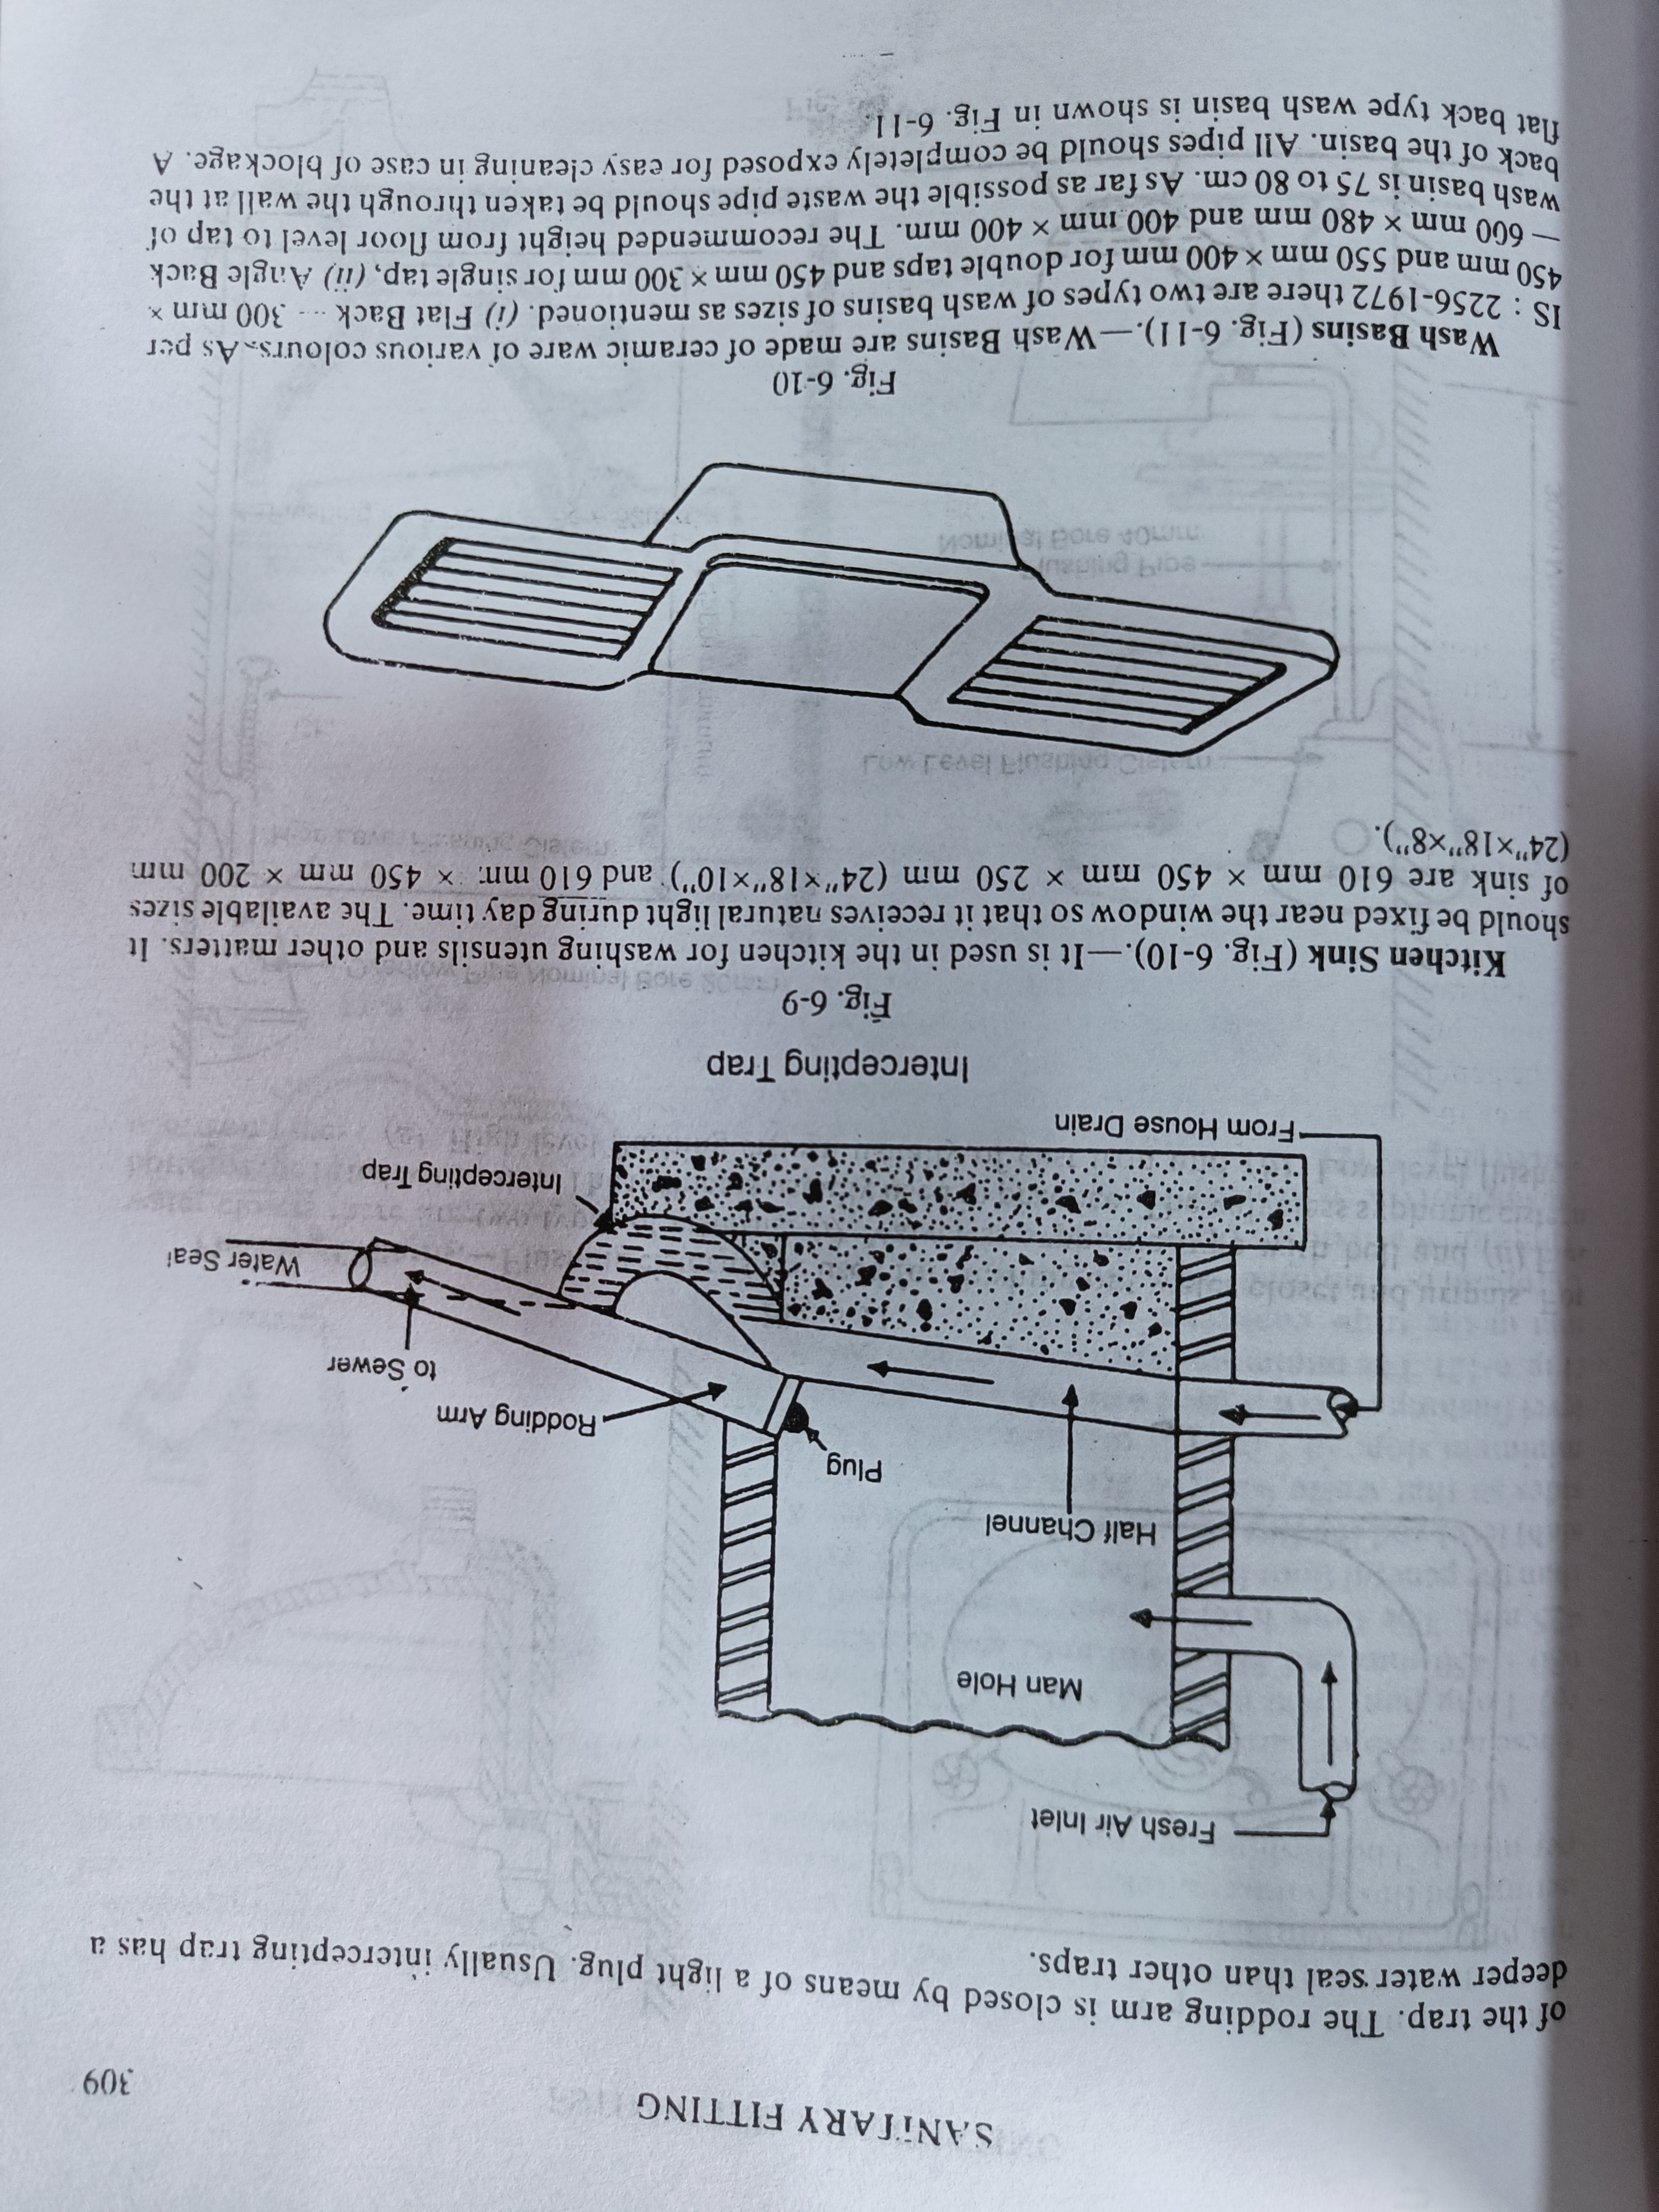 SANITARY FITTING
309
of the trap. The rodding arm is closed by means of a light plug. Usually intercepting trap has a
deeper water seal than other traps.
Fresh Air Inlet
Man Hole
Half Channel
Plug
Rodding Arm
to Sewer
Water Seal
Intercepting Trap
From House Drain
Intercepting Trap
Fig. 6-9
Kitchen Sink (Fig. 6-10).—It is used in the kitchen for washing utensils and other matters. It
should be fixed near the window so that it receives natural light during day time. The available sizes
of sink are 610 mm × 450 mm × 250 mm (24"×18"×10") and 610 mm × 450 mm × 200 mm
(24"×18"×8").
Fig. 6-10
Wash Basins (Fig. 6-11).—Wash Basins are made of ceramic ware of various colours. As per
IS : 2256-1972 there are two types of wash basins of sizes as mentioned. (i) Flat Back ... 300 mm ×
450 mm and 550 mm × 400 mm for double taps and 450 mm × 300 mm for single tap, (ii) Angle Back
— 600 mm × 480 mm and 400 mm × 400 mm. The recommended height from floor level to tap of
wash basin is 75 to 80 cm. As far as possible the waste pipe should be taken through the wall at the
back of the basin. All pipes should be completely exposed for easy cleaning in case of blockage. A
flat back type wash basin is shown in Fig. 6-11.